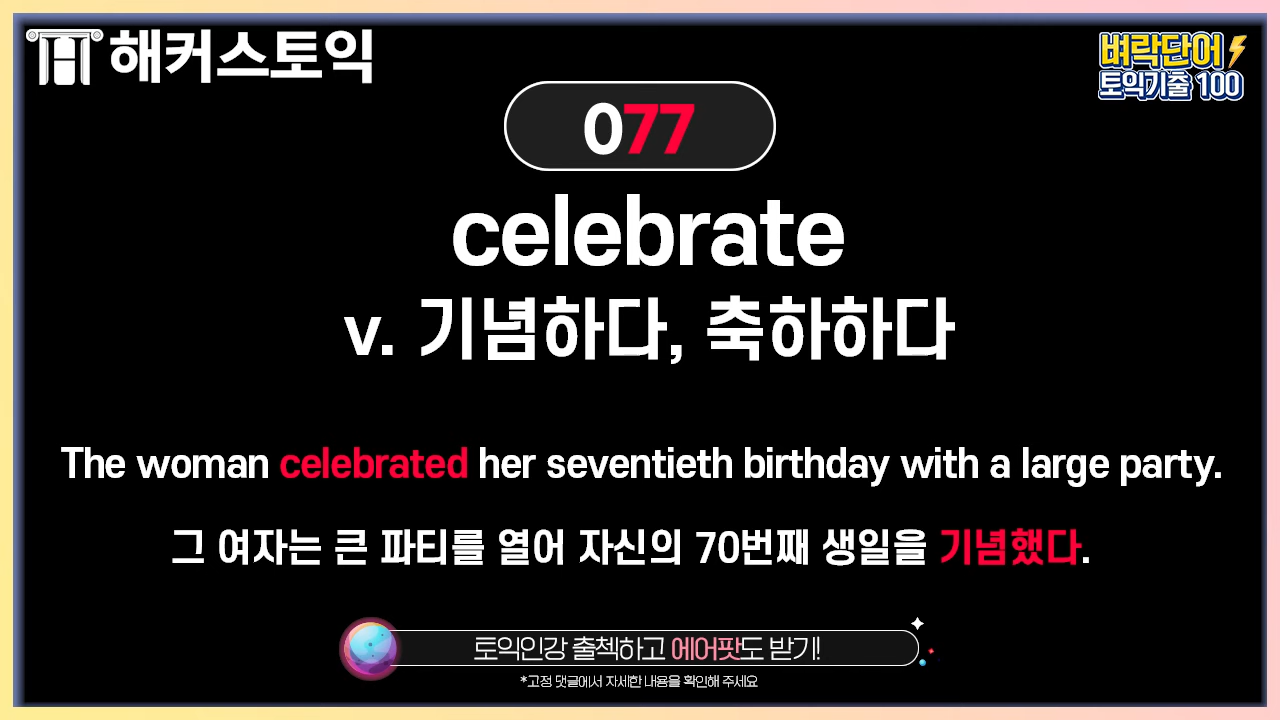 해커스토익
벼락단어
토익기출 100
077
celebrate
v. 기념하다, 축하하다
The woman celebrated her seventieth birthday with a large party.
그 여자는 큰 파티를 열어 자신의 70번째 생일을 기념했다.
토익인강 출첵하고 에어팟도 받기!
*고정 댓글에서 자세한 내용을 확인해 주세요